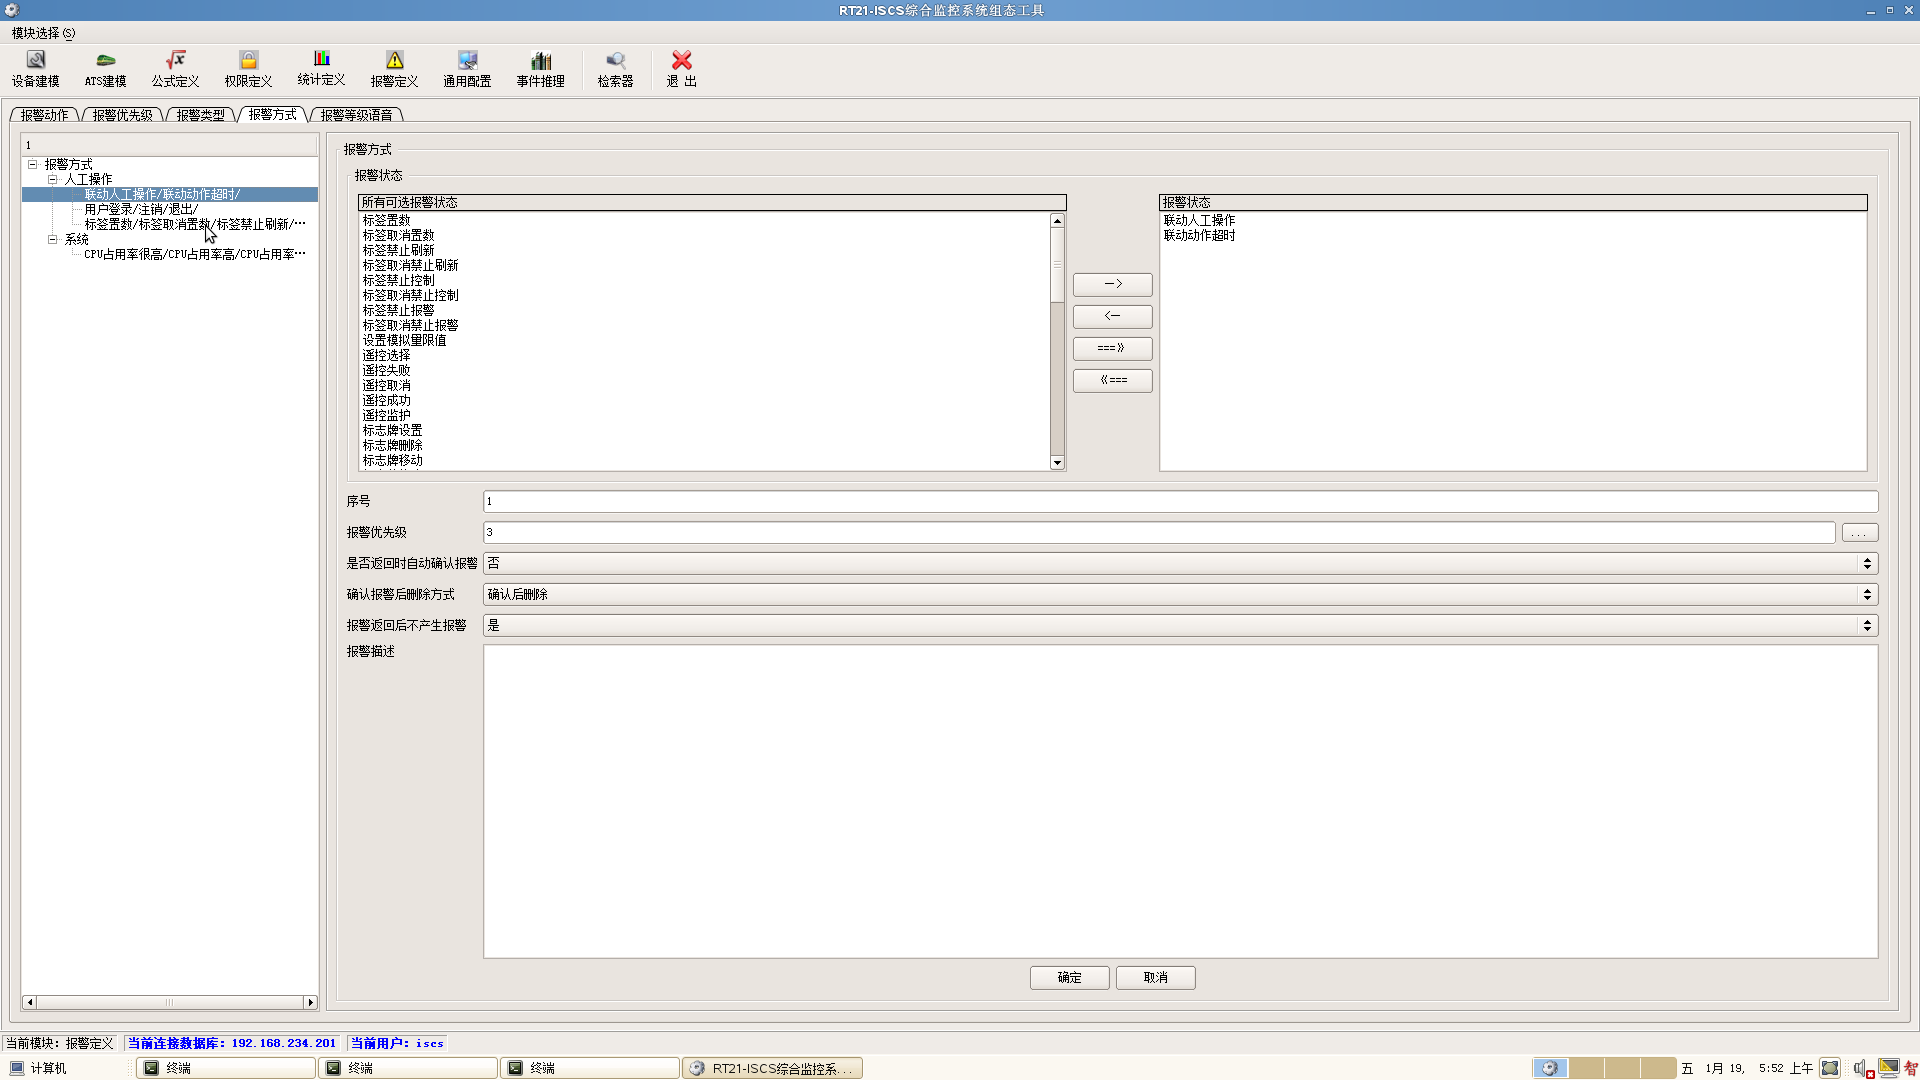 RT21-ISCS综合监控系统组态工具
模块选择(S)
设备建模
ATS建模
公式定义
权限定义
统计定义
报警定义
通用配置
事件推理
检索器
退 出
报警动作
报警优先级
报警类型
报警方式
报警等级语音
1
报警方式
人工操作
联动人工操作/联动动作超时/
用户登录/注销/退出/
标签置数/标签取消置数/标签禁止刷新/···
系统
CPU占用率很高/CPU占用率高/CPU占用率···
报警方式
报警状态
所有可选报警状态
标签置数
标签取消置数
标签禁止刷新
标签取消禁止刷新
标签禁止控制
标签取消禁止控制
标签禁止报警
标签取消禁止报警
设置模拟量限值
遥控选择
遥控失败
遥控取消
遥控成功
遥控监护
标志牌设置
标志牌删除
标志牌移动
—>
<—
===》
《===
报警状态
联动人工操作
联动动作超时
序号
1
报警优先级
3
...
是否返回时自动确认报警
否
确认报警后删除方式
确认后删除
报警返回后不产生报警
是
报警描述
确定
取消
当前模块: 报警定义
当前连接数据库: 192.168.234.201
当前用户: iscs
计算机
终端
终端
终端
RT21-ISCS综合监控系...
五 1月 19, 5:52 上午
智